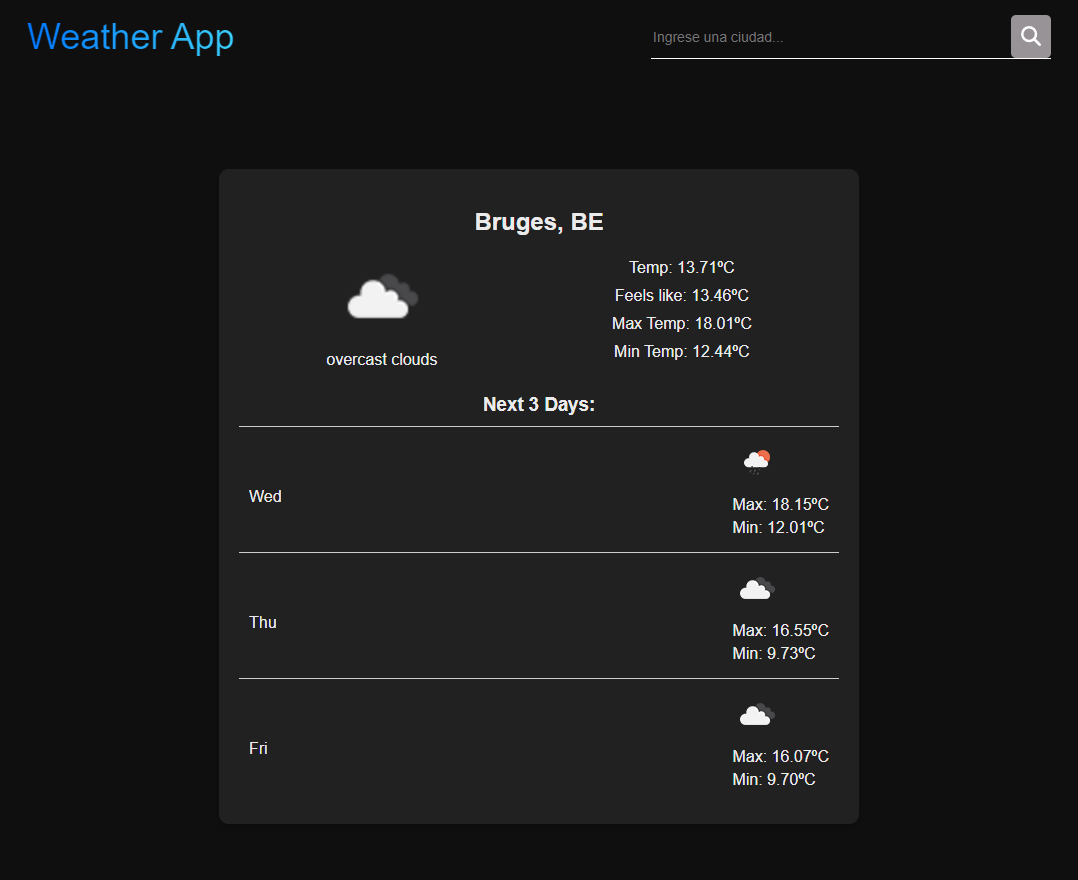 Weather App
Ingrese una ciudad...
Bruges, BE
overcast clouds
Temp: 13.71ºC
Feels like: 13.46ºC
Max Temp: 18.01ºC
Min Temp: 12.44ºC
Next 3 Days:
Wed
Max: 18.15ºC
Min: 12.01ºC
Thu
Max: 16.55ºC
Min: 9.73ºC
Fri
Max: 16.07ºC
Min: 9.70ºC